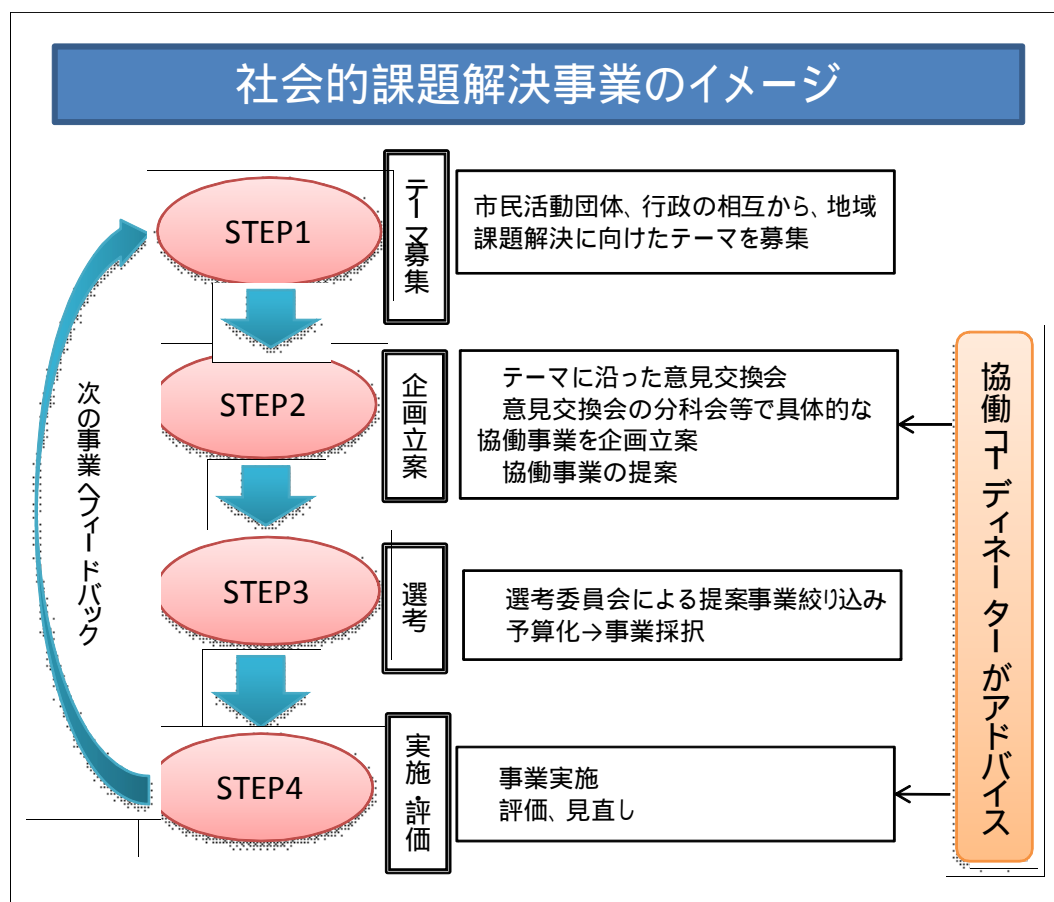 社会的課題解決事業のイメージ
STEP1
テーマ募集
市民活動団体、行政の相互から、地域
課題解決に向けたテーマを募集
STEP2
企画立案
テーマに沿った意見交換会
意見交換会の分科会等で具体的な
協働事業を企画立案
協働事業の提案
STEP3
選考
選考委員会による提案事業絞り込み
予算化→事業採択
STEP4
実施・評価
事業実施
評価、見直し
次の事業へフィードバック
協働コーディネーターがアドバイス